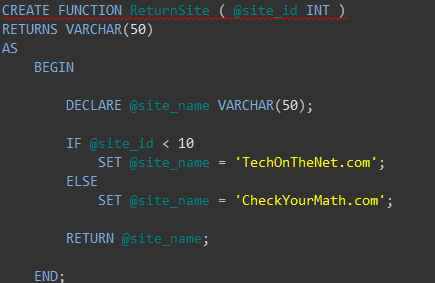 CREATE FUNCTION ReturnSite ( @site_id INT )
RETURNS VARCHAR(50)
AS
BEGIN
DECLARE @site_name VARCHAR(50);
IF @site_id < 10
SET @site_name = 'TechOnTheNet.com';
ELSE
SET @site_name = 'CheckYourMath.com';
RETURN @site_name;
END;